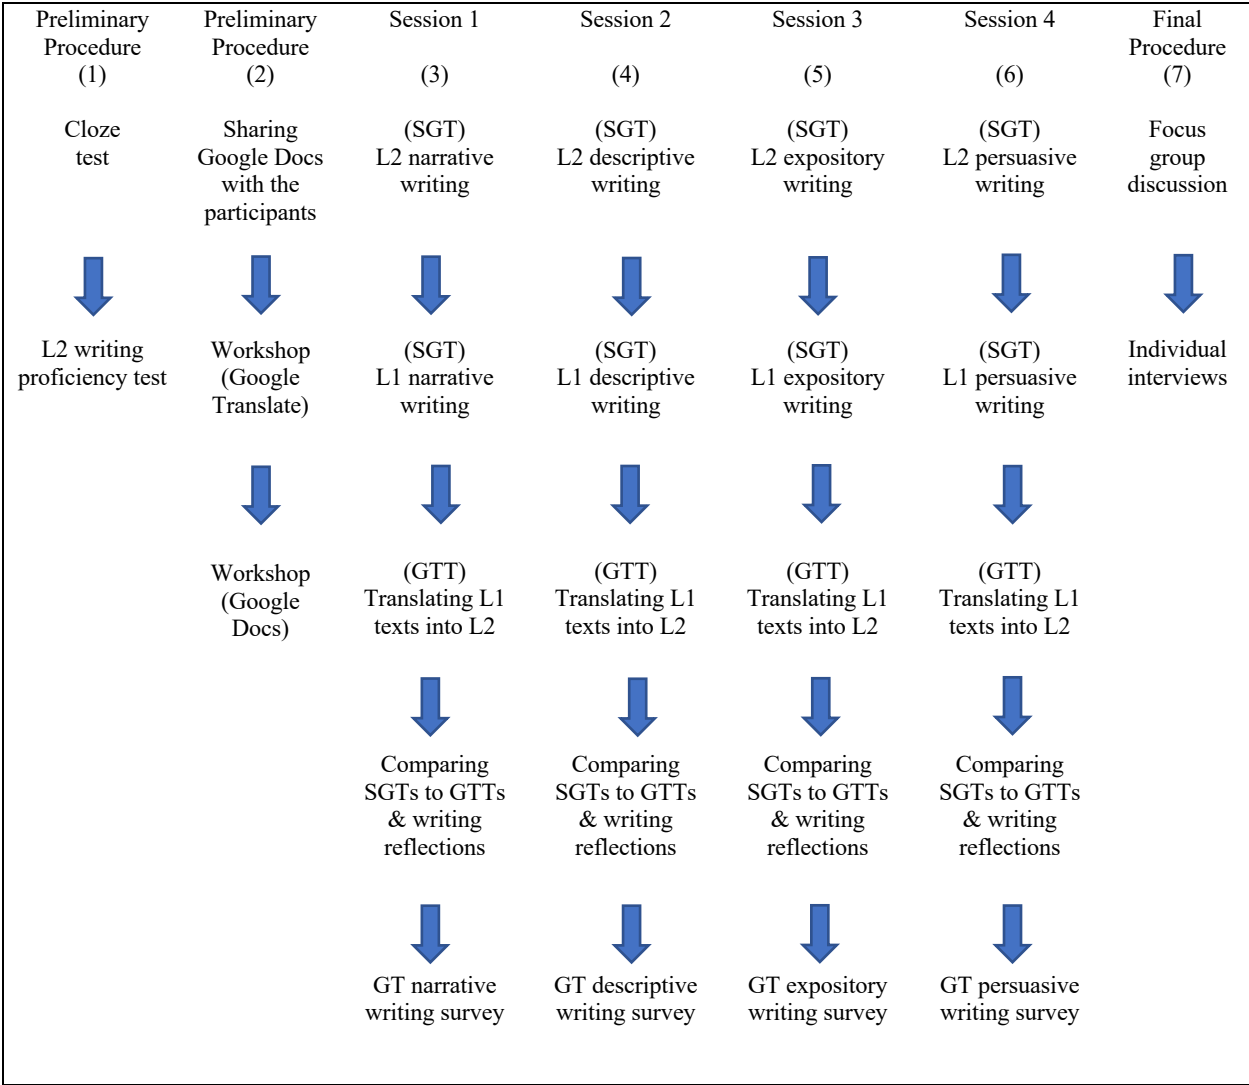 Preliminary
Procedure
(1)
Cloze
test
L2 writing
proficiency test
Preliminary
Procedure
(2)
Sharing
Google Docs
with the
participants
Workshop
(Google
Translate)
Workshop
(Google
Docs)
Session 1
(3)
(SGT)
L2 narrative
writing
(SGT)
L1 narrative
writing
(GTT)
Translating L1
texts into L2
Comparing
SGTs to GTTs
& writing
reflections
GT narrative
writing survey
Session 2
(4)
(SGT)
L2 descriptive
writing
(SGT)
L1 descriptive
writing
(GTT)
Translating L1
texts into L2
Comparing
SGTs to GTTs
& writing
reflections
GT descriptive
writing survey
Session 3
(5)
(SGT)
L2 expository
writing
(SGT)
L1 expository
writing
(GTT)
Translating L1
texts into L2
Comparing
SGTs to GTTs
& writing
reflections
GT expository
writing survey
Session 4
(6)
(SGT)
L2 persuasive
writing
(SGT)
L1 persuasive
writing
(GTT)
Translating L1
texts into L2
Comparing
SGTs to GTTs
& writing
reflections
GT persuasive
writing survey
Final
Procedure
(7)
Focus
group
discussion
Individual
interviews